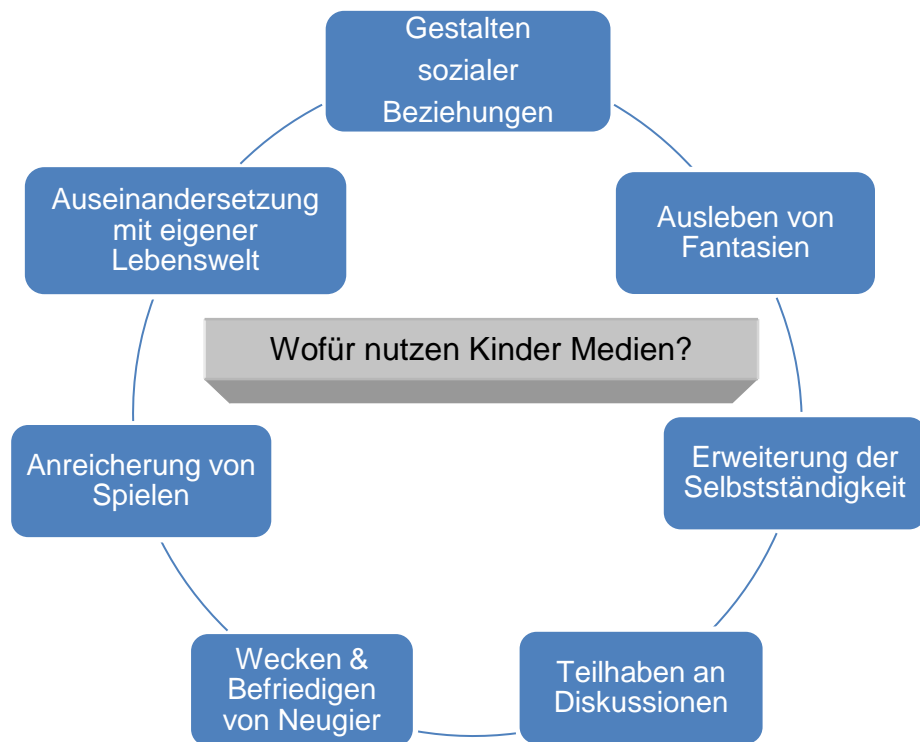 Gestalten
sozialer
Beziehungen
Ausleben von
Fantasien
Erweiterung der
Selbstständigkeit
Teilhaben an
Diskussionen
Wecken &
Befriedigen
von Neugier
Anreicherung von
Spielen
Auseinandersetzung
mit eigener
Lebenswelt
Wofür nutzen Kinder Medien?